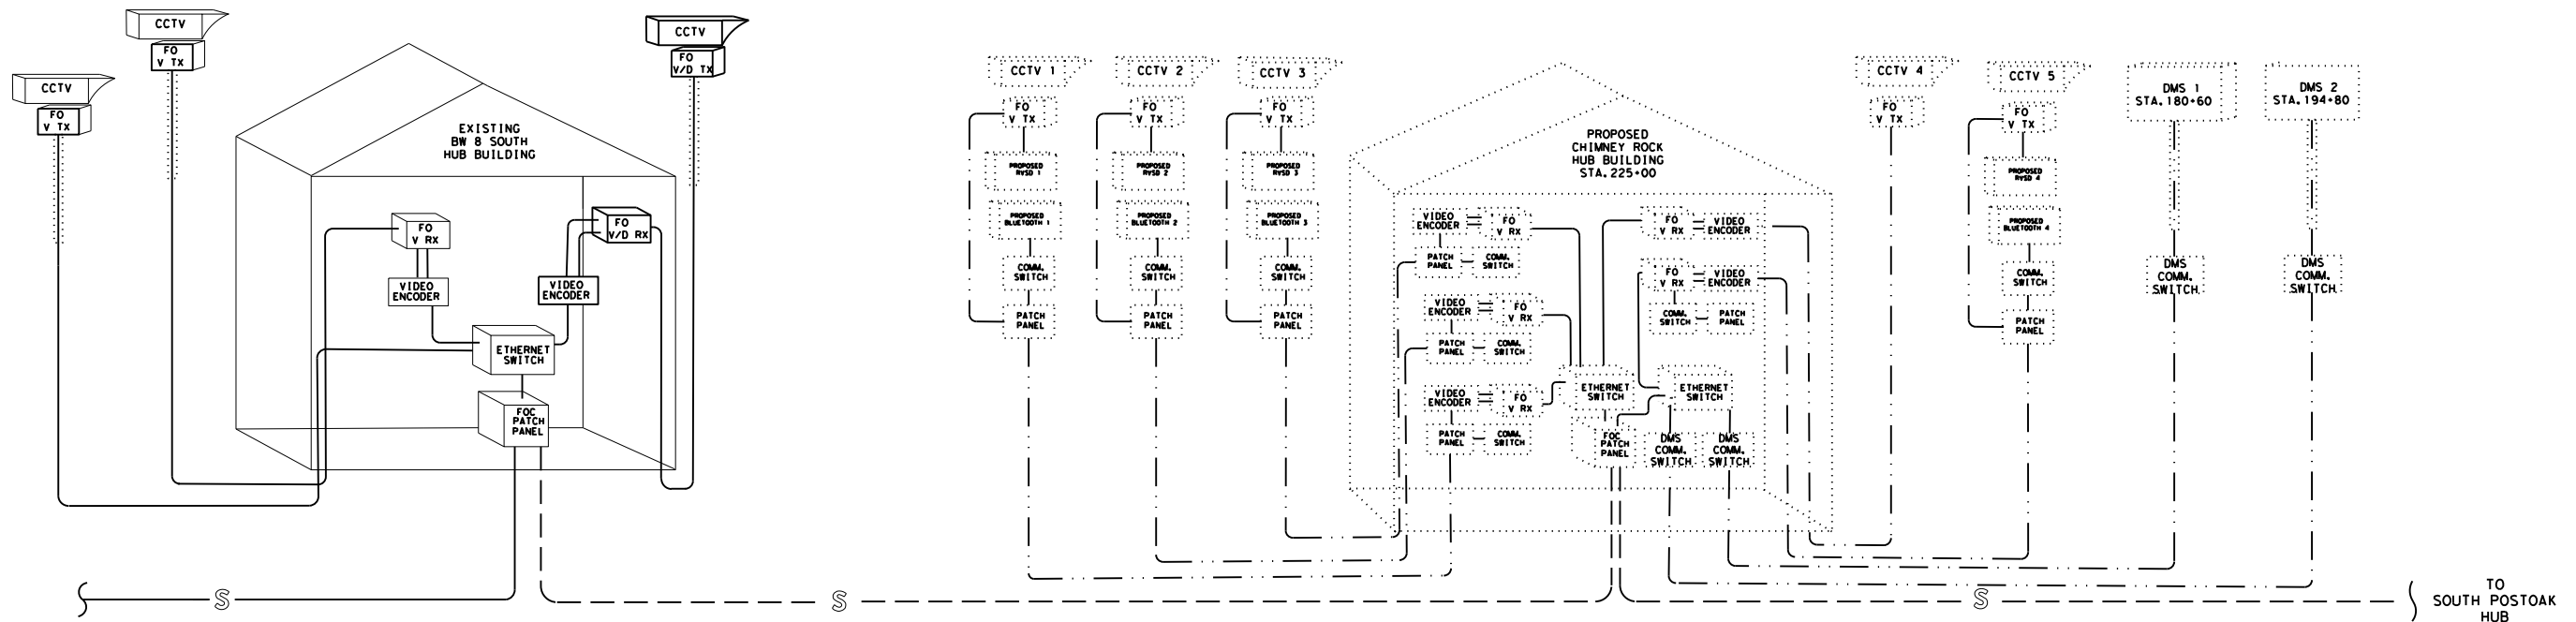 CCTV
FO
V TX
CCTV
FO
V TX
CCTV
FO
V/D TX
EXISTING
BW 8 SOUTH
HUB BUILDING
FO
V RX
VIDEO
ENCODER
FO
V/D RX
VIDEO
ENCODER
ETHERNET
SWITCH
FOC
PATCH
PANEL
S
S
CCTV 1
FO
V TX
PROPOSED
RVSD 1
PROPOSED
BLUETOOTH 1
COMM.
SWITCH
PATCH
PANEL
CCTV 2
FO
V TX
PROPOSED
RVSD 2
PROPOSED
BLUETOOTH 2
COMM.
SWITCH
PATCH
PANEL
CCTV 3
FO
V TX
PROPOSED
RVSD 3
PROPOSED
BLUETOOTH 3
COMM.
SWITCH
PATCH
PANEL
PROPOSED
CHIMNEY ROCK
HUB BUILDING
STA. 225+00
VIDEO
ENCODER
FO
V RX
PATCH
PANEL
COMM.
SWITCH
VIDEO
ENCODER
FO
V RX
PATCH
PANEL
COMM.
SWITCH
VIDEO
ENCODER
FO
V RX
PATCH
PANEL
COMM.
SWITCH
FO
V RX
VIDEO
ENCODER
FO
V RX
VIDEO
ENCODER
COMM.
SWITCH
PATCH
PANEL
ETHERNET
SWITCH
ETHERNET
SWITCH
FOC
PATCH
PANEL
DMS
COMM.
SWITCH
DMS
COMM.
SWITCH
CCTV 4
FO
V TX
CCTV 5
FO
V TX
PROPOSED
RVSD 4
PROPOSED
BLUETOOTH 4
COMM.
SWITCH
PATCH
PANEL
DMS 1
STA. 180+60
DMS
COMM.
SWITCH
DMS 2
STA. 194+80
DMS
COMM.
SWITCH
S
TO
SOUTH POSTOAK
HUB